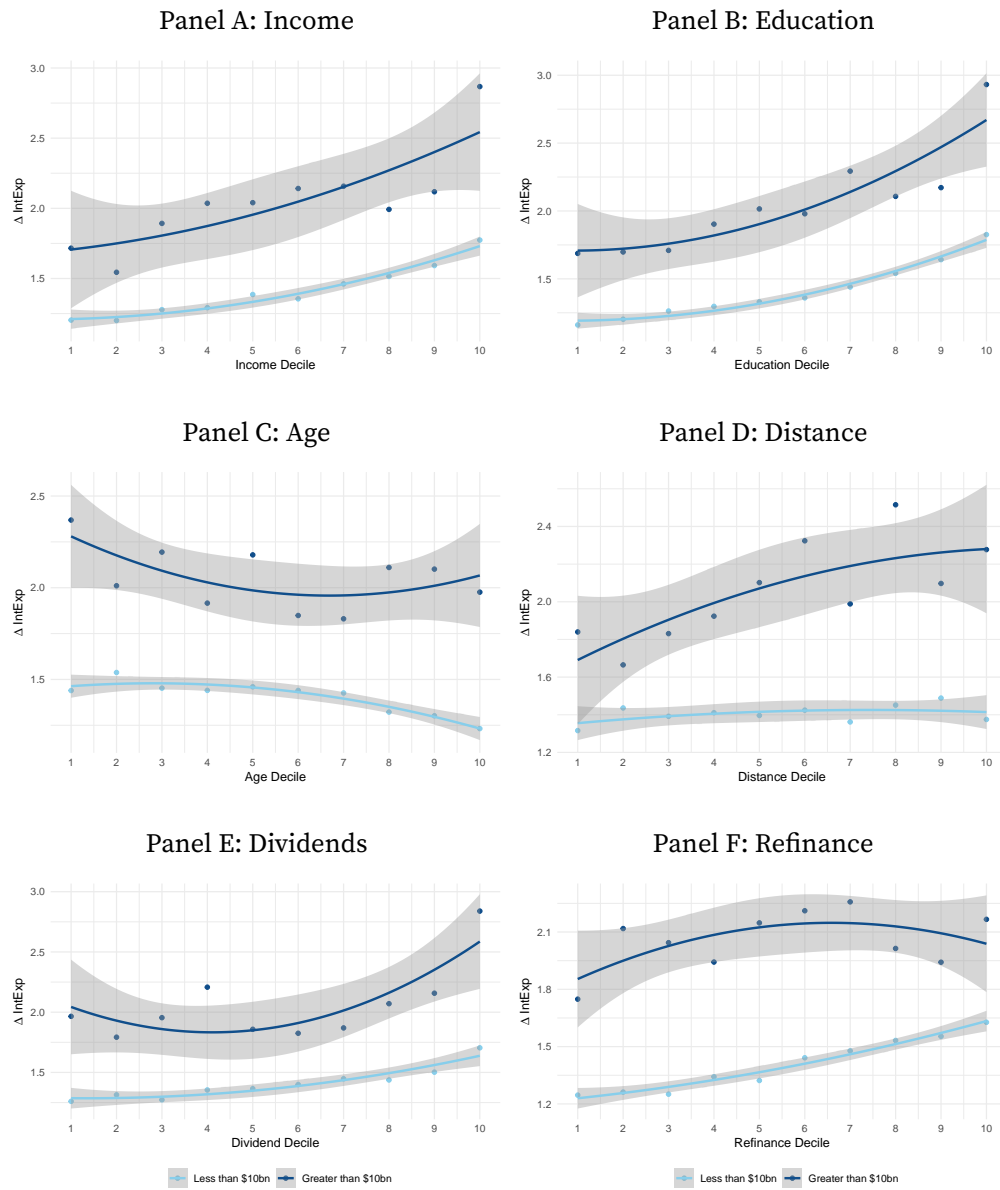 Panel A: Income
3.0
2.5
2.0
1.5
Δ IntExp
1 2 3 4 5 6 7 8 9 10
Income Decile
Panel B: Education
3.0
2.5
2.0
1.5
Δ IntExp
1 2 3 4 5 6 7 8 9 10
Education Decile
Panel C: Age
2.5
2.0
1.5
Δ IntExp
1 2 3 4 5 6 7 8 9 10
Age Decile
Panel D: Distance
2.4
2.0
1.6
1.2
Δ IntExp
1 2 3 4 5 6 7 8 9 10
Distance Decile
Panel E: Dividends
3.0
2.5
2.0
1.5
Δ IntExp
1 2 3 4 5 6 7 8 9 10
Dividend Decile
Panel F: Refinance
2.1
1.8
1.5
1.2
Δ IntExp
1 2 3 4 5 6 7 8 9 10
Refinance Decile
Less than $10bn Greater than $10bn
Less than $10bn Greater than $10bn